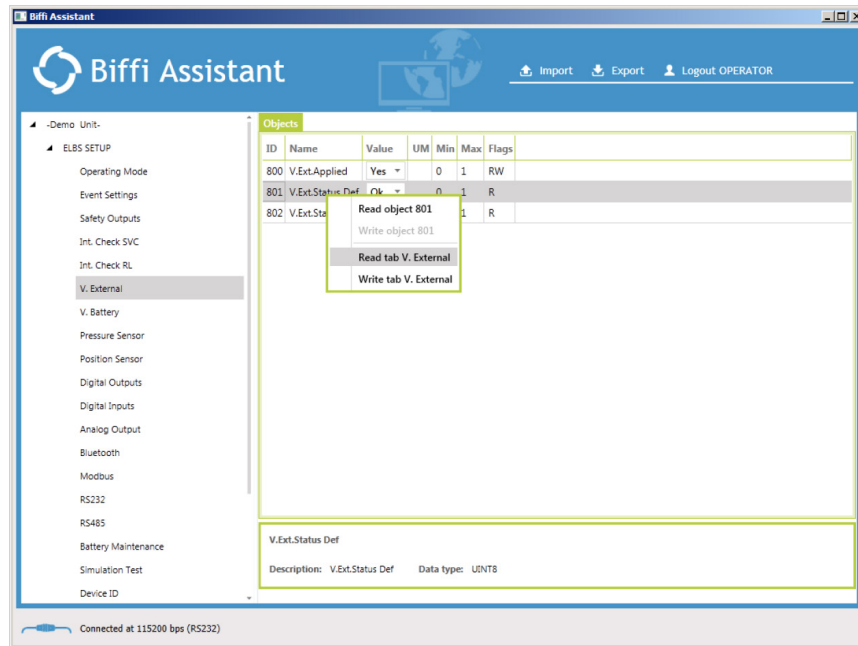 Biffi Assistant
Biffi Assistant
Import Export Logout OPERATOR
-Demo Unit-
ELBS SETUP
Operating Mode
Event Settings
Safety Outputs
Int. Check SVC
Int. Check RL
V. External
V. Battery
Pressure Sensor
Position Sensor
Digital Outputs
Digital Inputs
Analog Output
Bluetooth
Modbus
RS232
RS485
Battery Maintenance
Simulation Test
Device ID
Objects
ID Name Value UM Min Max Flags
800 V.Ext.Applied Yes 0 1 RW
801 V.Ext.Status Def Ok 0 1 R
802 V.Ext.Sta 1 R
Read object 801
Write object 801
Read tab V. External
Write tab V. External
V.Ext.Status Def
Description: V.Ext.Status Def Data type: UINT8
Connected at 115200 bps (RS232)